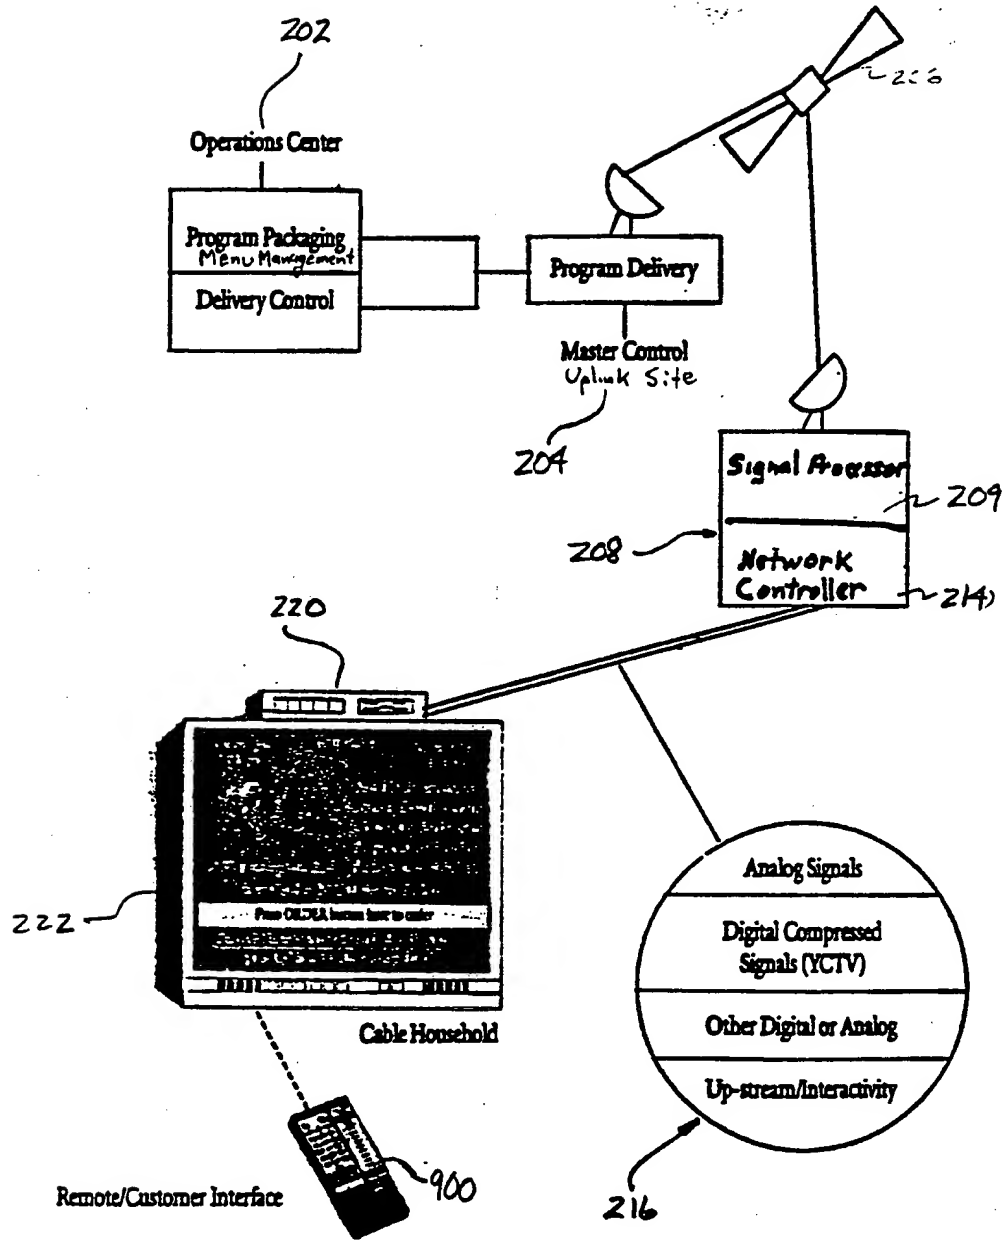 202
Operations Center
Program Packaging
Menu Management
Delivery Control
Program Delivery
Master Control
Uplink Site
204
Signal Processor
209
208
Network
Controller
214
220
222
Cable Household
Analog Signals
Digital Compressed
Signals (YCTV)
Other Digital or Analog
Up-stream/Interactivity
216
900
Remote/Customer Interface